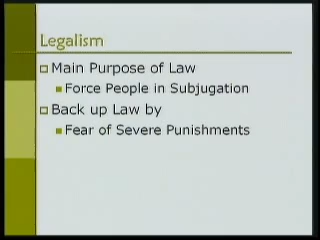 Legalism
Main Purpose of Law
Force People in Subjugation
Back up Law by
Fear of Severe Punishments